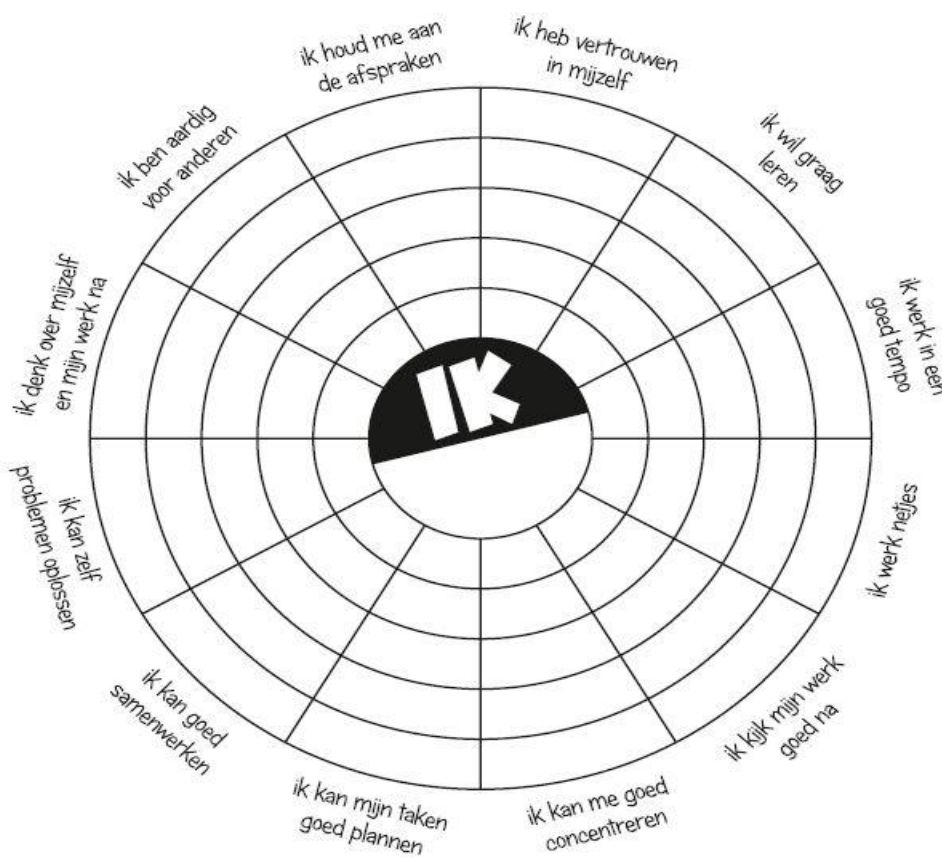 ik houd me aan
de afspraken
ik heb vertrouwen
in mijzelf
ik wil graag
leren
ik werk in een
goed tempo
ik werk netjes
ik kijk mijn werk
goed na
ik kan me goed
concentreren
ik kan mijn taken
goed plannen
ik kan goed
samenwerken
ik kan zelf
problemen oplossen
ik denk over mijzelf
en mijn werk na
ik ben aardig
voor anderen
IK